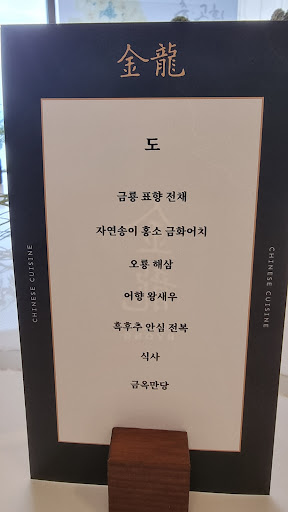 金龍
도
금룡 표향 전채
자연송이 홍소 금화어치
오룡 해삼
어향 왕새우
흑후추 안심 전복
식사
금옥만당
CHINESE CUISINE
CHINESE CUISINE